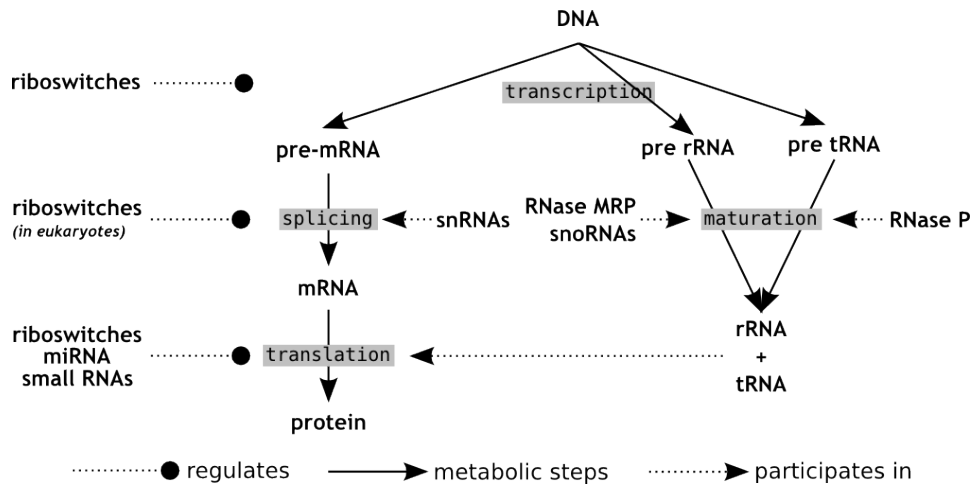 DNA
riboswitches
transcription
pre-mRNA
pre rRNA
pre tRNA
riboswitches
(in eukaryotes)
splicing
snRNAs
RNase MRP
snoRNAs
maturation
RNase P
mRNA
riboswitches
miRNA
small RNAs
translation
rRNA
+
tRNA
protein
regulates
metabolic steps
participates in